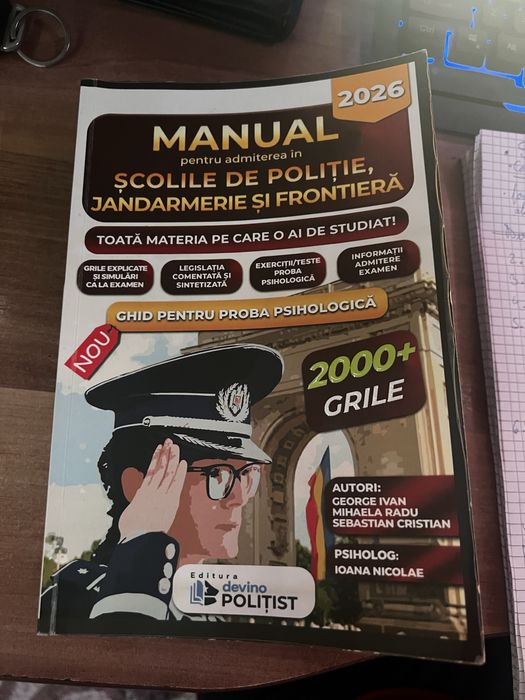 2026
MANUAL
pentru admiterea in
ȘCOLILE DE POLIȚIE,
JANDARMERIE ȘI FRONTIERĂ
TOATĂ MATERIA PE CARE O AI DE STUDIAT!
GRILE EXPLICATE
ȘI SIMULĂRI
CA LA EXAMEN
LEGISLAȚIA
COMENTATĂ ȘI
SINTETIZATĂ
EXERCIȚII/TESTE
PROBA
PSIHOLOGICĂ
INFORMAȚII
ADMITERE
EXAMEN
GHID PENTRU PROBA PSIHOLOGICĂ
NOU
2000+
GRILE
AUTORI:
GEORGE IVAN
MIHAELA RADU
SEBASTIAN CRISTIAN
PSIHOLOG:
IOANA NICOLAE
Editura
devino
POLIȚIST